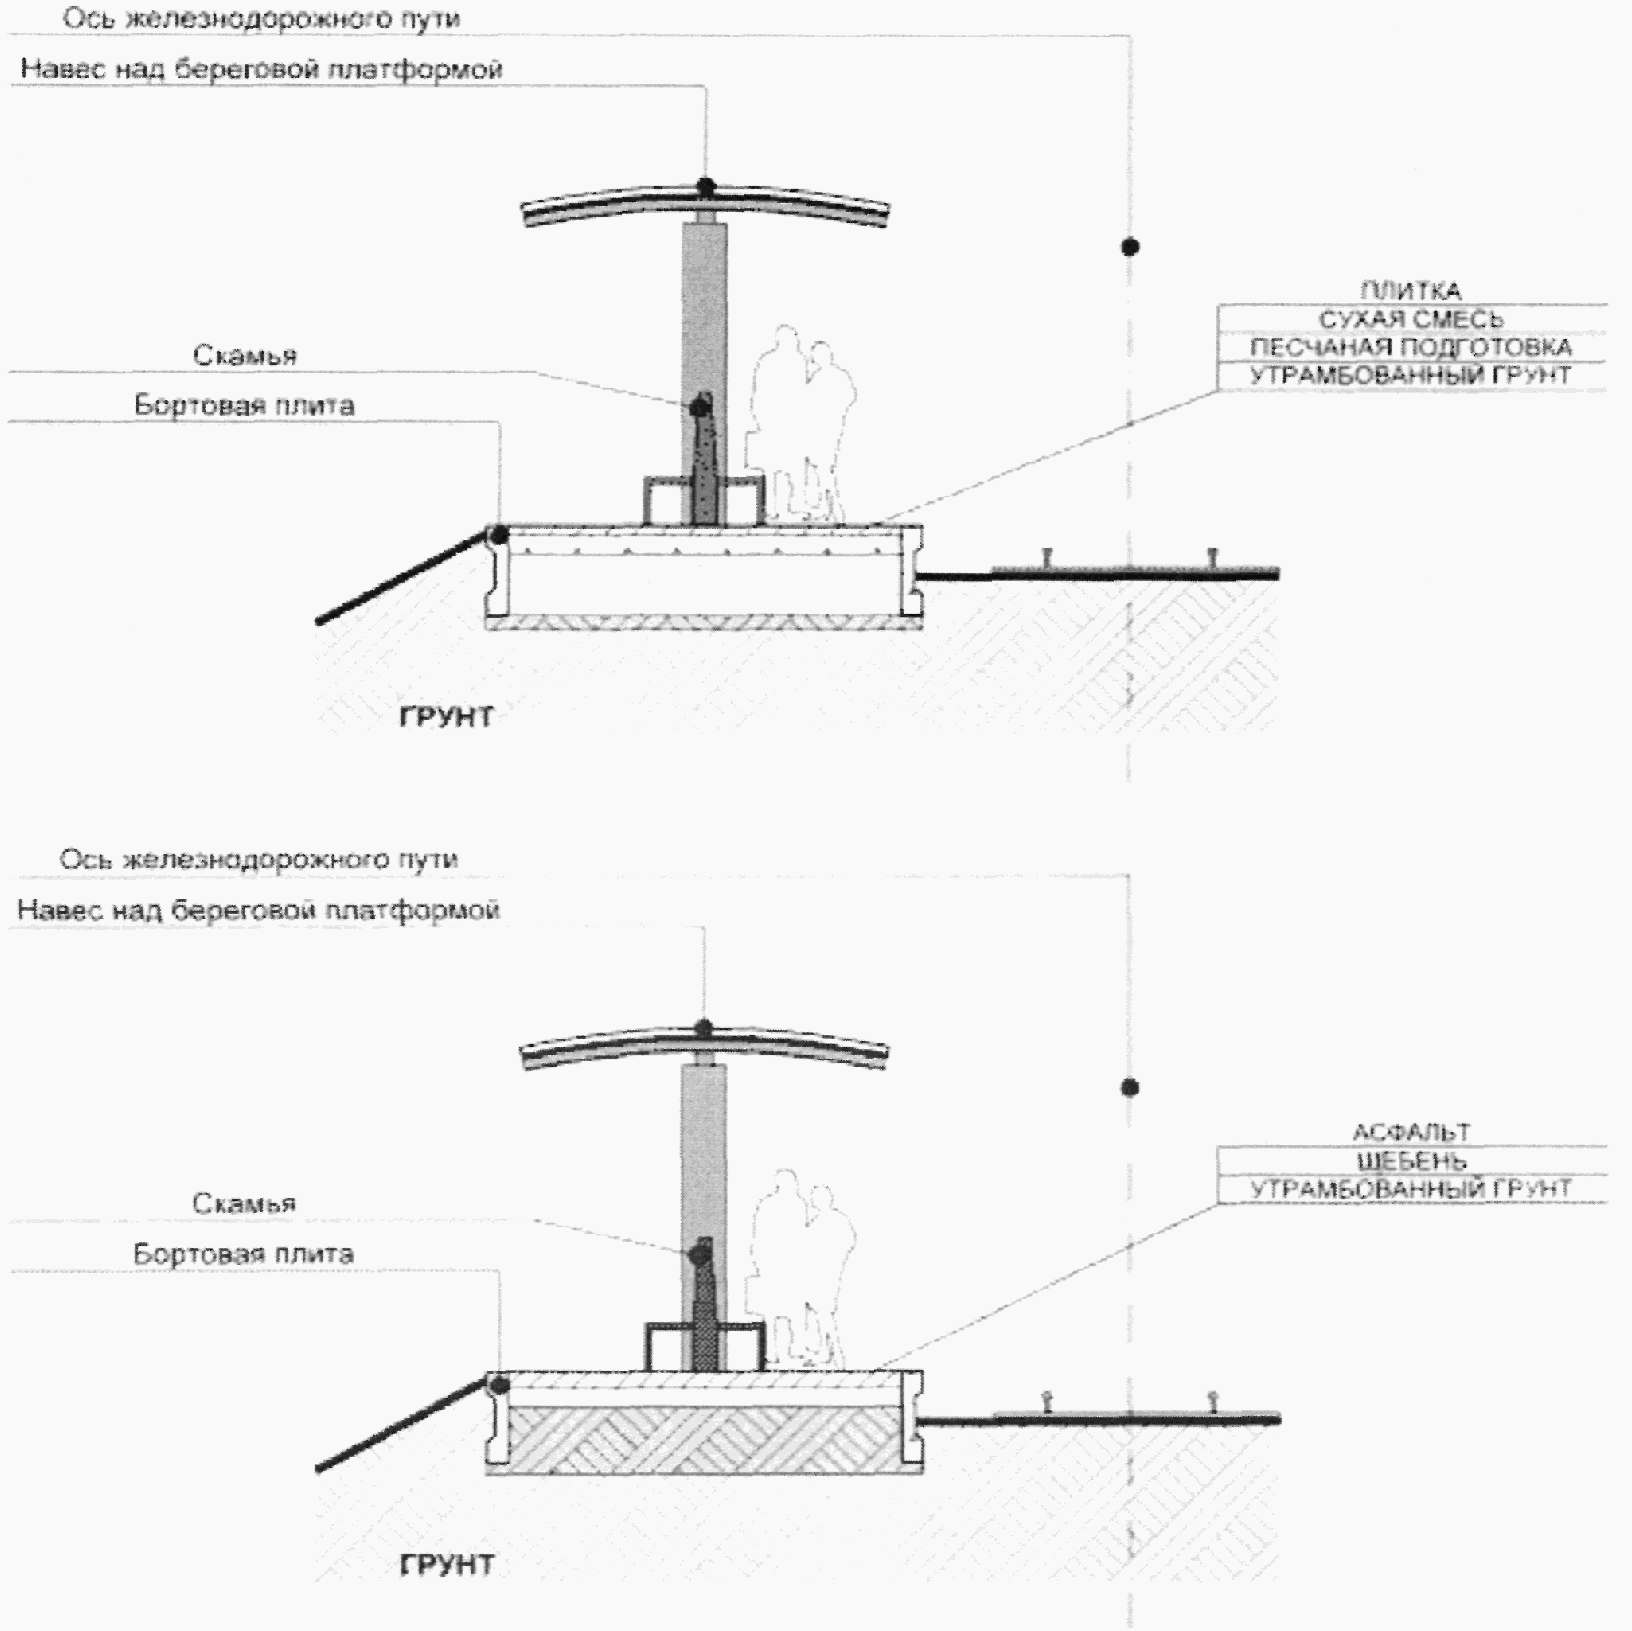 Ось железнодорожного пути
Навес над береговой платформой
ПЛИТКА
СУХАЯ СМЕСЬ
ПЕСЧАНАЯ ПОДГОТОВКА
УТРАМБОВАННЫЙ ГРУНТ
Скамья
Бортовая плита
ГРУНТ
Ось железнодорожного пути
Навес над береговой платформой
АСФАЛЬТ
ЩЕБЕНЬ
УТРАМБОВАННЫЙ ГРУНТ
Скамья
Бортовая плита
ГРУНТ